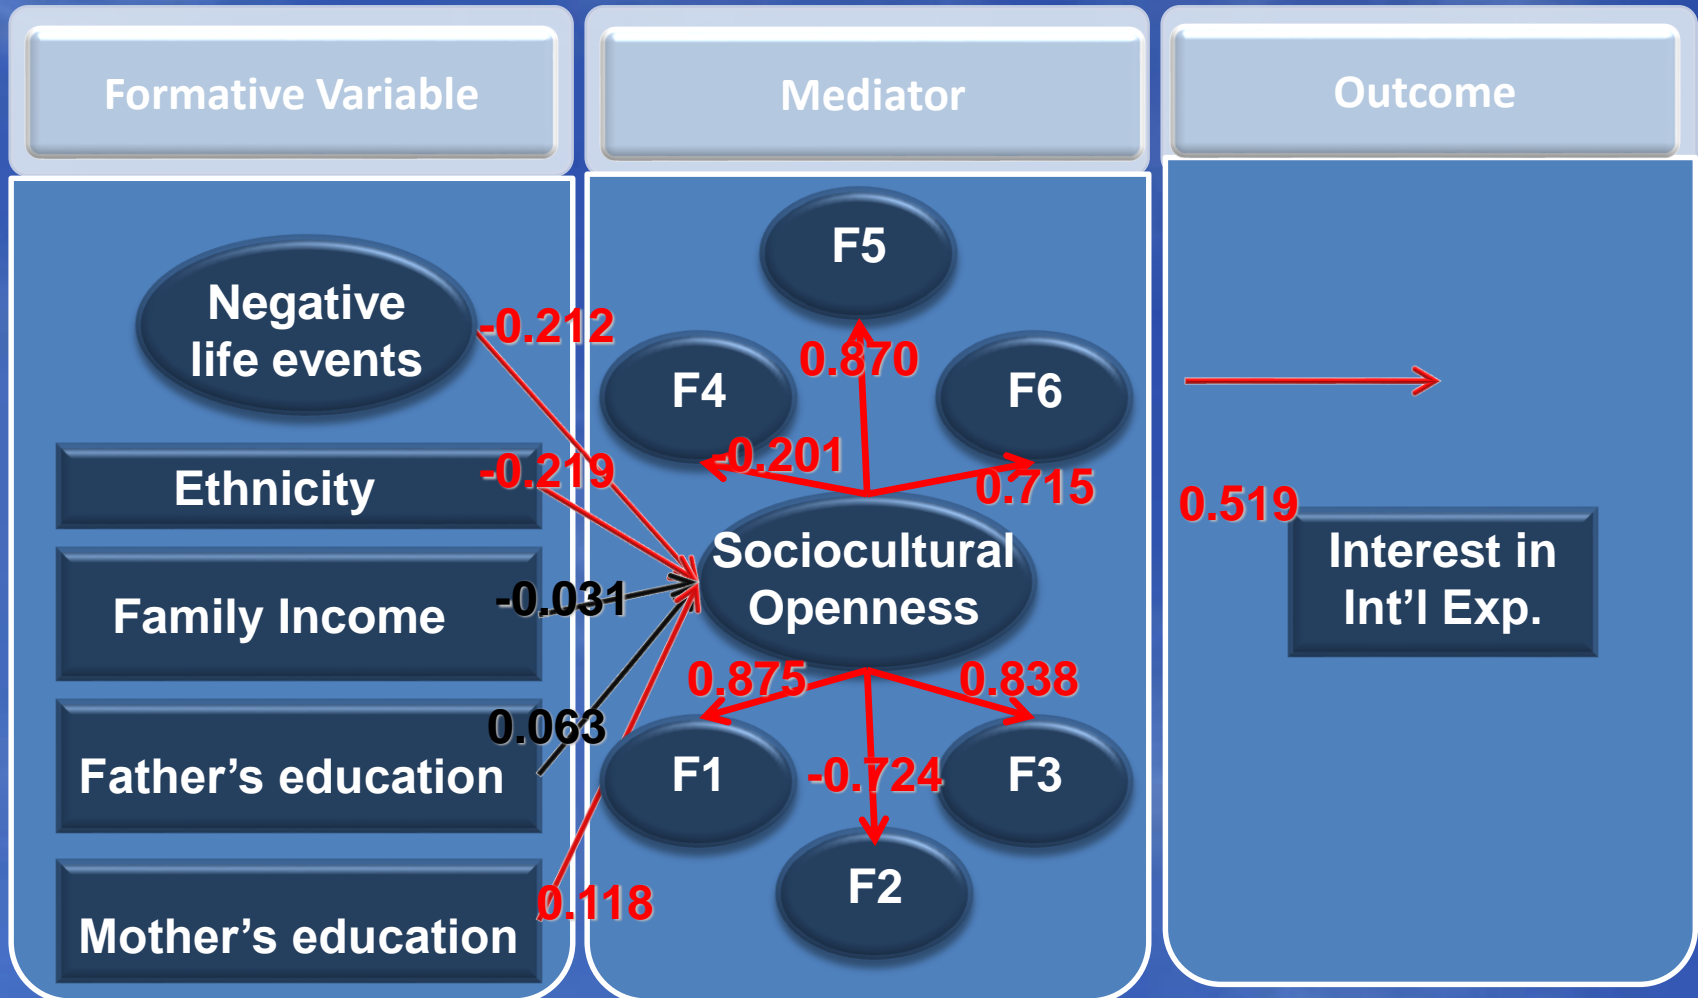 Formative Variable
Mediator
Outcome
Negative
life events
-0.212
Ethnicity
-0.219
Family Income
-0.031
Father’s education
0.063
Mother’s education
0.118
F5
0.870
F4
F6
-0.201
0.715
Sociocultural
Openness
0.875
0.838
F1
-0.724
F3
F2
0.519
Interest in
Int’l Exp.